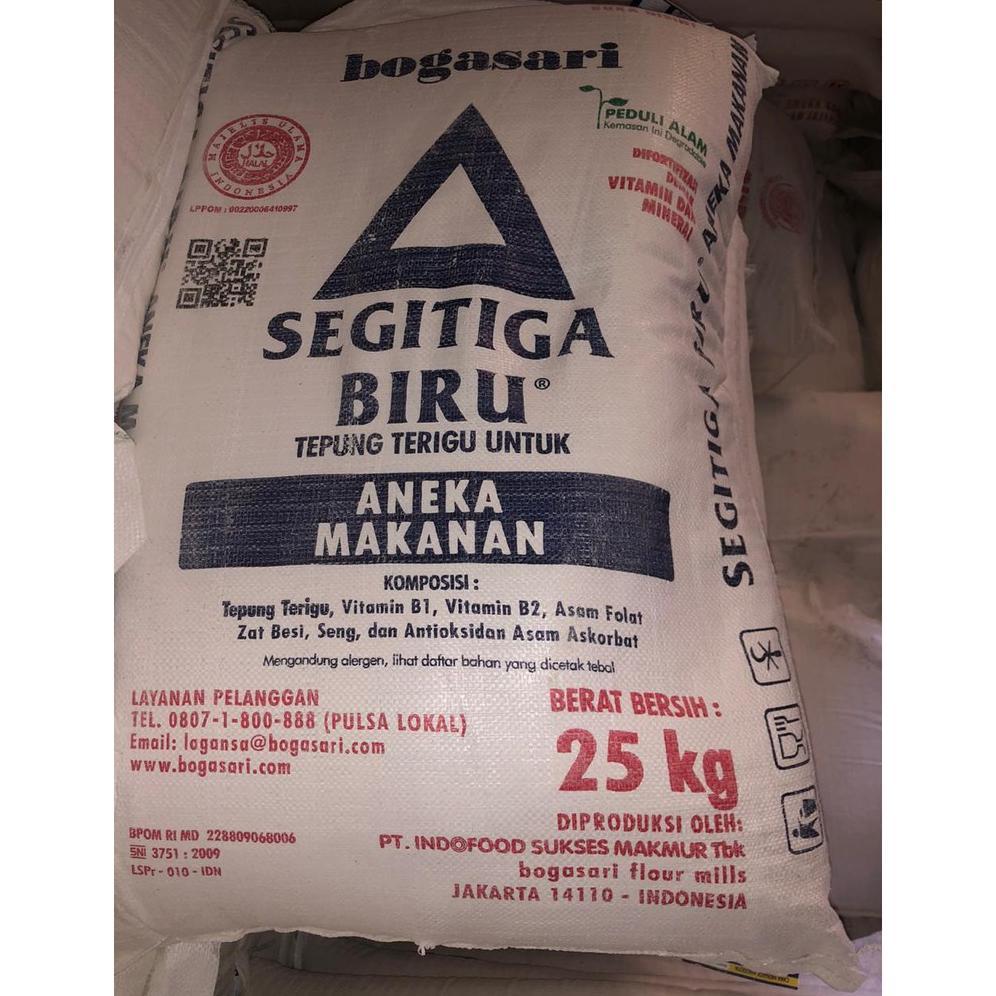 bogasari
MAJELIS ULAMA
حلال
HALAL
INDONESIA
LPPOM : 00220006410997
PEDULI ALAM
Kemasan Ini Degradable
DIFORTIFIKASI
VITAMIN DAN
MINERAL
SEGITIGA
BIRU®
TEPUNG TERIGU UNTUK
ANEKA
MAKANAN
KOMPOSISI :
Tepung Terigu, Vitamin B1, Vitamin B2, Asam Folat
Zat Besi, Seng, dan Antioksidan Asam Askorbat
Mengandung alergen, lihat daftar bahan yang dicetak tebal
LAYANAN PELANGGAN
TEL. 0807-1-800-888 (PULSA LOKAL)
Email: lagansa@bogasari.com
www.bogasari.com
BERAT BERSIH :
25 kg
BPOM RI MD 228809068006
SNI 3751 : 2009
LSPr - 010 - IDN
DIPRODUKSI OLEH:
PT. INDOFOOD SUKSES MAKMUR Tbk
bogasari flour mills
JAKARTA 14110 - INDONESIA
SEGITIGA BIRU® ANEKA MAKANAN